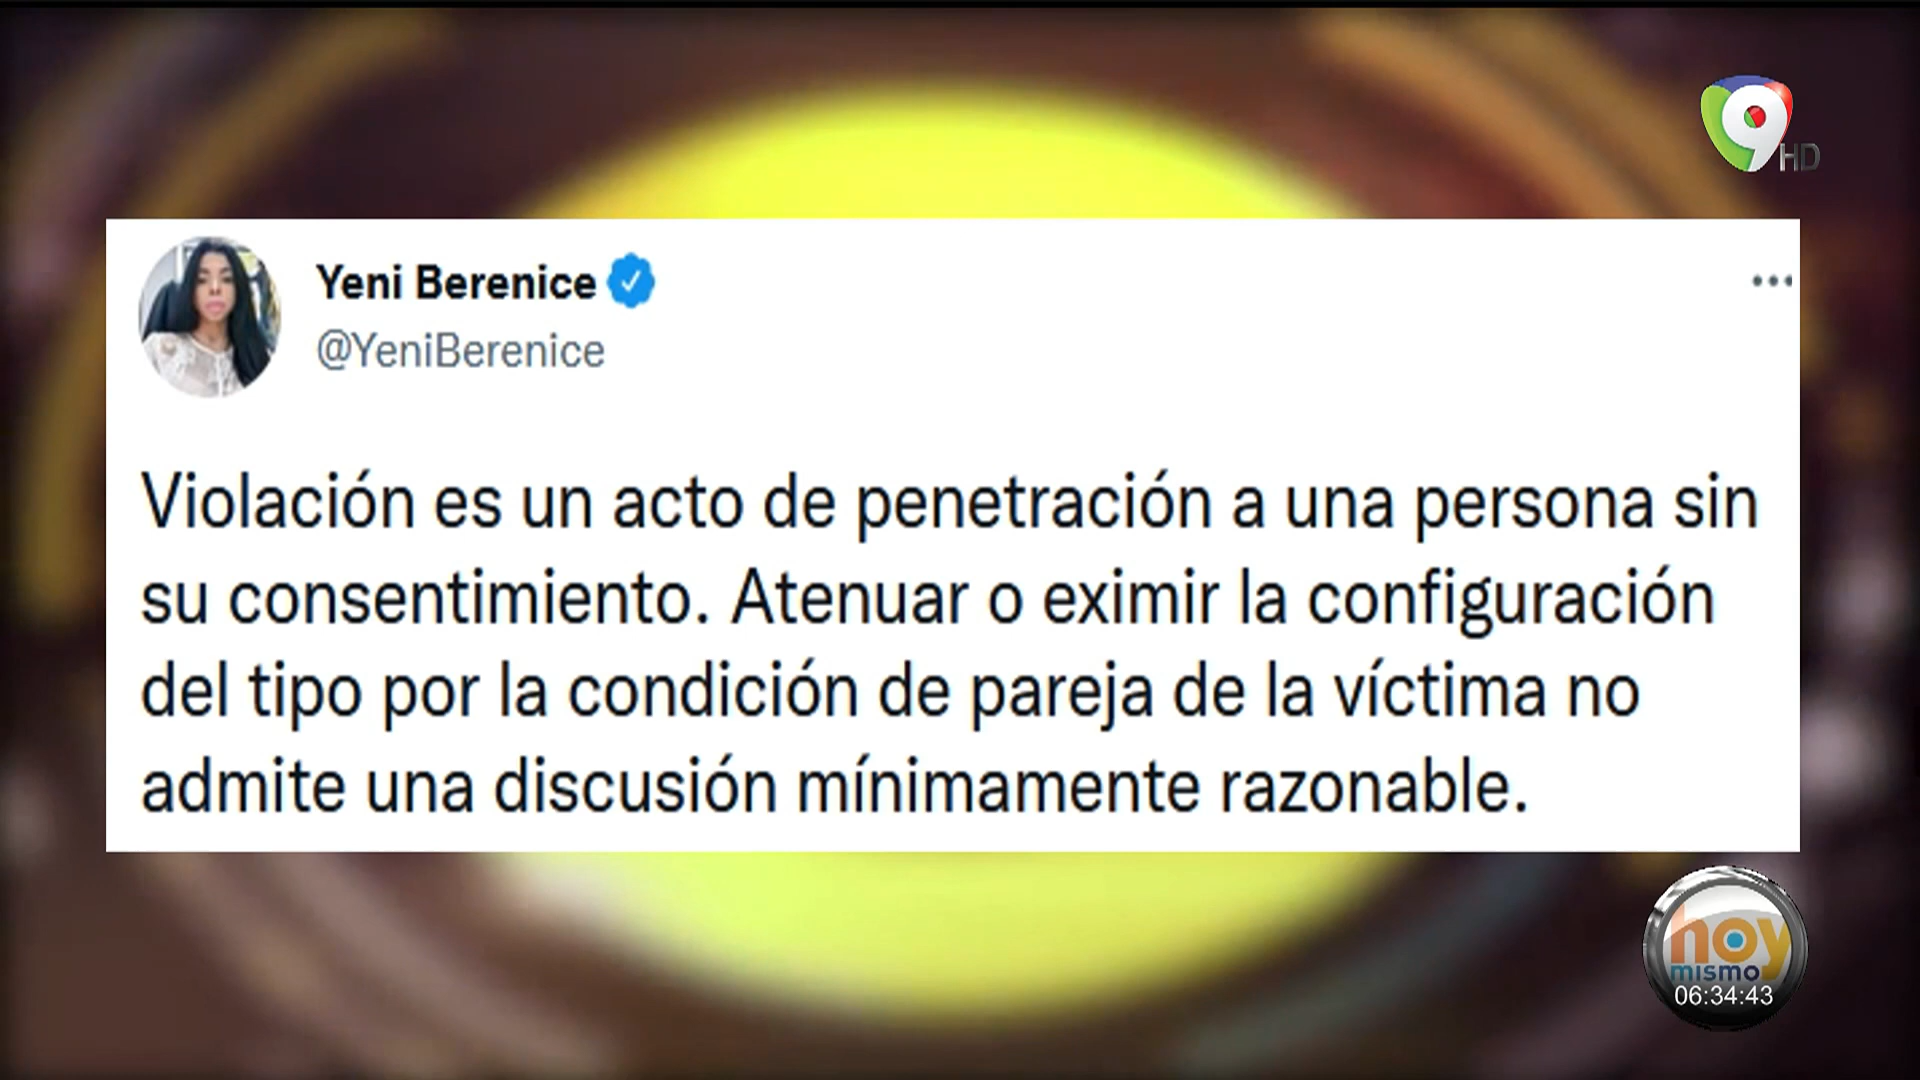 9HD
Yeni Berenice
@YeniBerenice
Violación es un acto de penetración a una persona sin
su consentimiento. Atenuar o eximir la configuración
del tipo por la condición de pareja de la víctima no
admite una discusión mínimamente razonable.
hoy
mismo
06:34:43